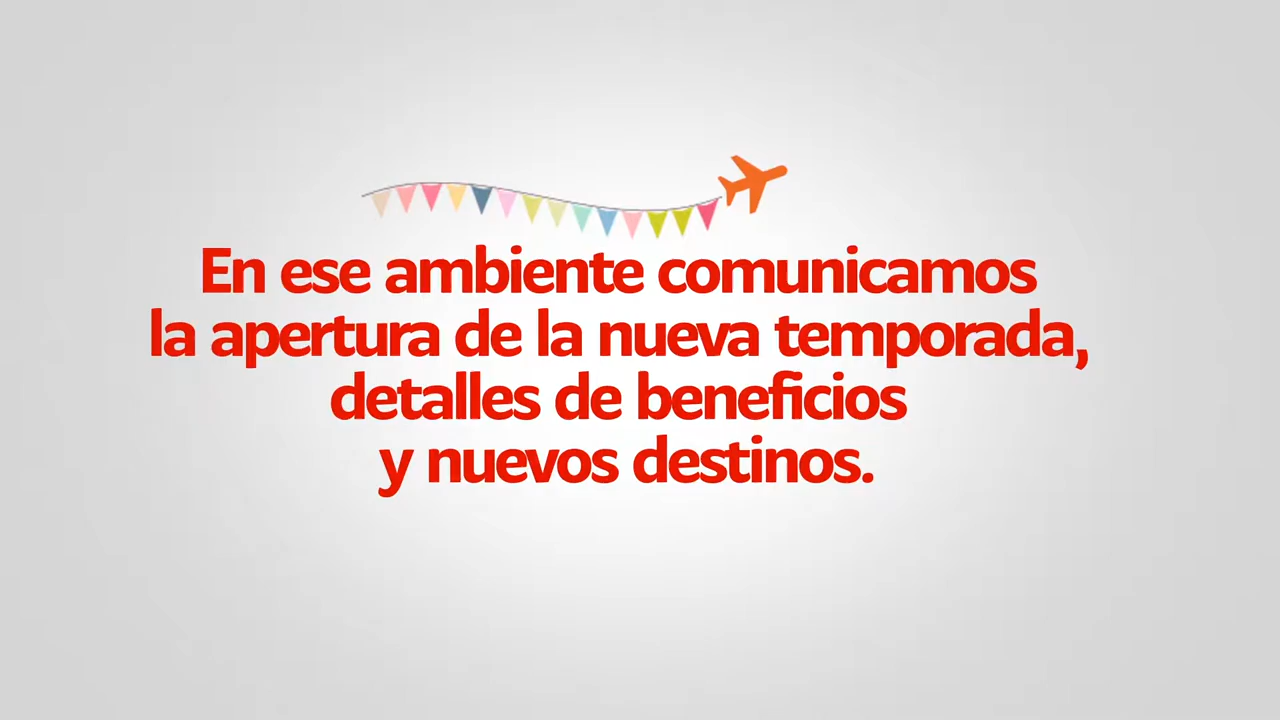 En ese ambiente comunicamos
la apertura de la nueva temporada,
detalles de beneficios
y nuevos destinos.